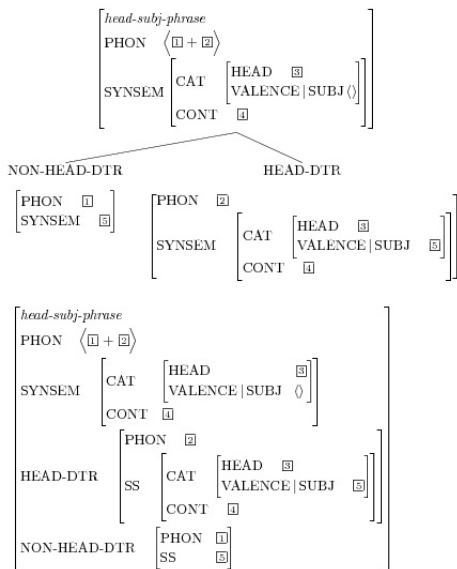 head-subj-phrase
PHON ⟨1 + 2⟩
HEAD 3
CAT
VALENCE | SUBJ ⟨⟩
SYNSEM
CONT 4
NON-HEAD-DTR HEAD-DTR
PHON 1
SYNSEM 5
PHON 2
HEAD 3
CAT
VALENCE | SUBJ 5
SYNSEM
CONT 4
head-subj-phrase
PHON ⟨1 + 2⟩
HEAD 3
CAT
VALENCE | SUBJ ⟨⟩
SYNSEM
CONT 4
PHON 2
HEAD 3
CAT
VALENCE | SUBJ 5
HEAD-DTR SS
CONT 4
PHON 1
NON-HEAD-DTR
SS 5